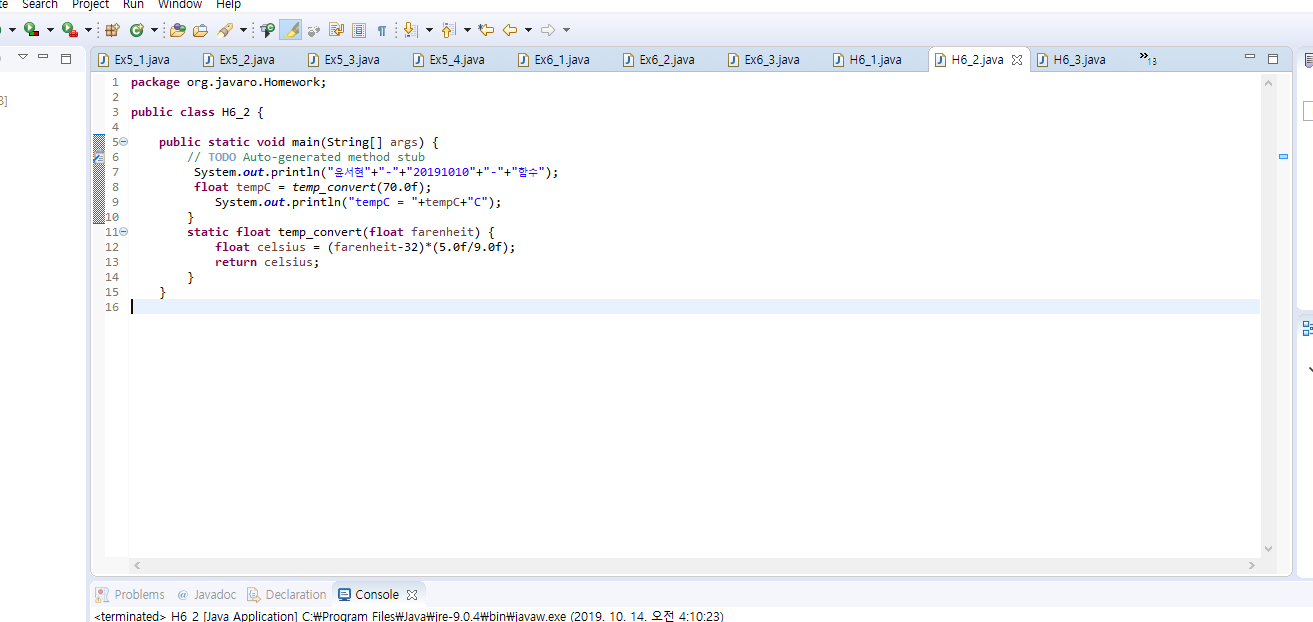 Search Project Run Window Help
Ex5_1.java Ex5_2.java Ex5_3.java Ex5_4.java Ex6_1.java Ex6_2.java Ex6_3.java H6_1.java H6_2.java H6_3.java »13
1 package org.javaro.Homework;
2
3 public class H6_2 {
4
5 public static void main(String[] args) {
6 // TODO Auto-generated method stub
7 System.out.println("윤서현"+"-"+"20191010"+"-"+"함수");
8 float tempC = temp_convert(70.0f);
9 System.out.println("tempC = "+tempC+"C");
10 }
11 static float temp_convert(float farenheit) {
12 float celsius = (farenheit-32)*(5.0f/9.0f);
13 return celsius;
14 }
15 }
16
Problems @ Javadoc Declaration Console
<terminated> H6_2 [Java Application] C:₩Program Files₩Java₩jre-9.0.4₩bin₩javaw.exe (2019. 10. 14. 오전 4:10:23)